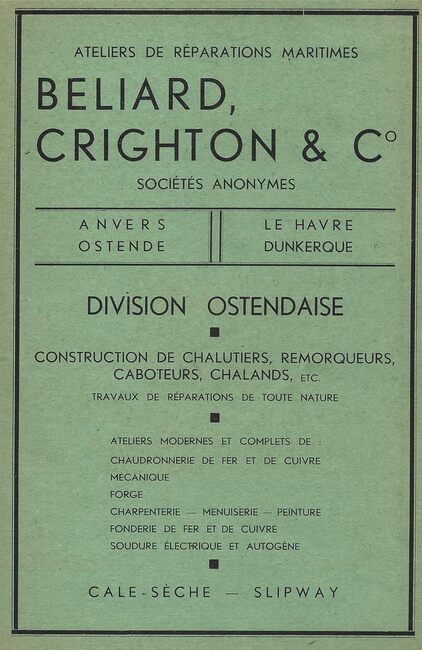 ATELIERS DE RÉPARATIONS MARITIMES
BELIARD,
CRIGHTON & Cº
SOCIÉTÉS ANONYMES
ANVERS
OSTENDE
LE HAVRE
DUNKERQUE
DIVISION OSTENDAISE
CONSTRUCTION DE CHALUTIERS, REMORQUEURS,
CABOTEURS, CHALANDS, ETC.
TRAVAUX DE RÉPARATIONS DE TOUTE NATURE
ATELIERS MODERNES ET COMPLETS DE :
CHAUDRONNERIE DE FER ET DE CUIVRE
MÉCANIQUE
FORGE
CHARPENTERIE — MENUISERIE — PEINTURE
FONDERIE DE FER ET DE CUIVRE
SOUDURE ÉLECTRIQUE ET AUTOGÈNE
CALE-SÈCHE — SLIPWAY